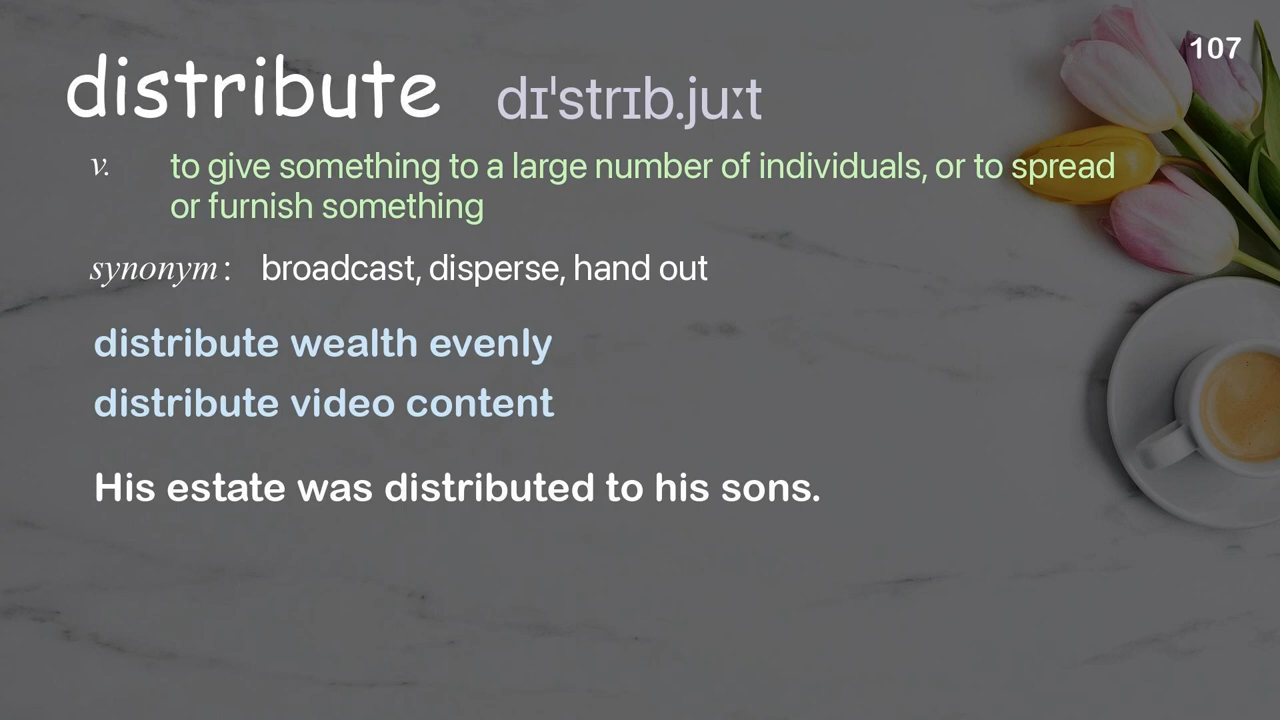 107
distribute dɪˈstrɪb.juːt
v. to give something to a large number of individuals, or to spread
or furnish something
synonym: broadcast, disperse, hand out
distribute wealth evenly
distribute video content
His estate was distributed to his sons.